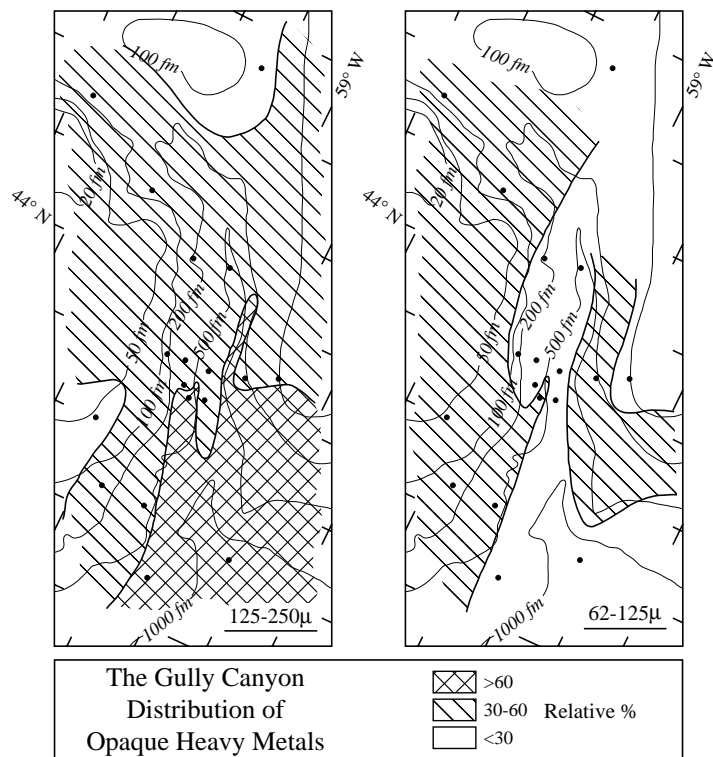 100 fm
59° W
20 fm
44° N
200 fm
50 fm
500 fm
100 fm
1000 fm
125-250µ
100 fm
59° W
20 fm
44° N
200 fm
50 fm
500 fm
100 fm
1000 fm
62-125µ
The Gully Canyon
Distribution of
Opaque Heavy Metals
>60
30-60 Relative %
<30